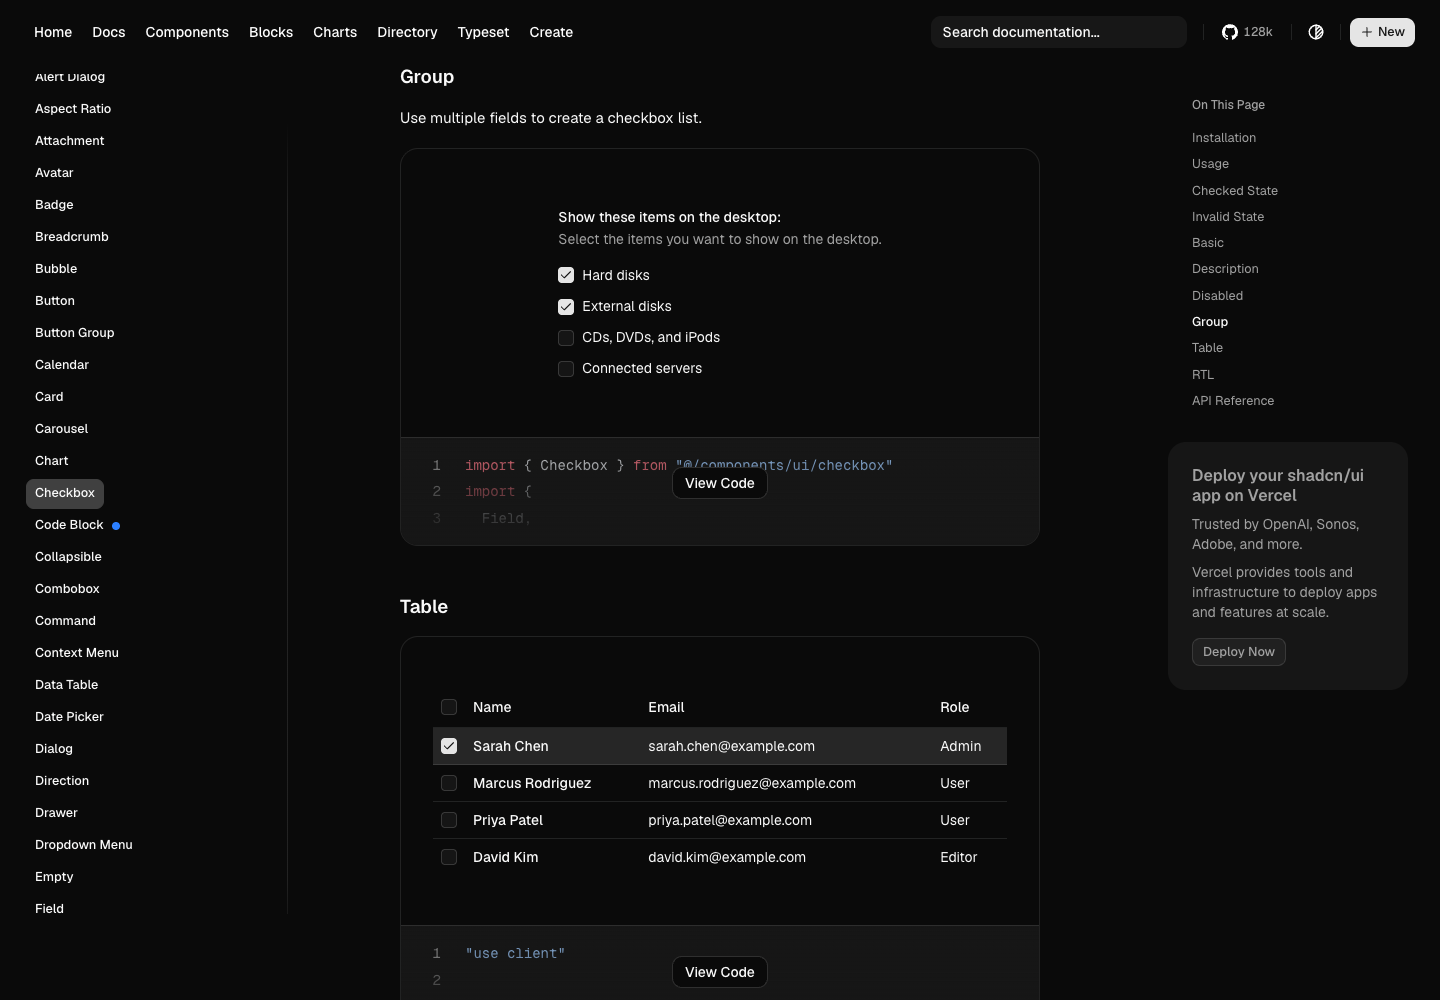 Home Docs Components Blocks Charts Directory Typeset Create
Search documentation...
128k
New
Alert Dialog
Aspect Ratio
Attachment
Avatar
Badge
Breadcrumb
Bubble
Button
Button Group
Calendar
Card
Carousel
Chart
Checkbox
Code Block
Collapsible
Combobox
Command
Context Menu
Data Table
Date Picker
Dialog
Direction
Drawer
Dropdown Menu
Empty
Field
Group
Use multiple fields to create a checkbox list.
Show these items on the desktop:
Select the items you want to show on the desktop.
Hard disks
External disks
CDs, DVDs, and iPods
Connected servers
1 import { Checkbox } from "@/components/ui/checkbox"
2 import {
3 Field,
View Code
Table
Name Email Role
Sarah Chen sarah.chen@example.com Admin
Marcus Rodriguez marcus.rodriguez@example.com User
Priya Patel priya.patel@example.com User
David Kim david.kim@example.com Editor
1 "use client"
2
View Code
On This Page
Installation
Usage
Checked State
Invalid State
Basic
Description
Disabled
Group
Table
RTL
API Reference
Deploy your shadcn/ui
app on Vercel
Trusted by OpenAI, Sonos,
Adobe, and more.
Vercel provides tools and
infrastructure to deploy apps
and features at scale.
Deploy Now